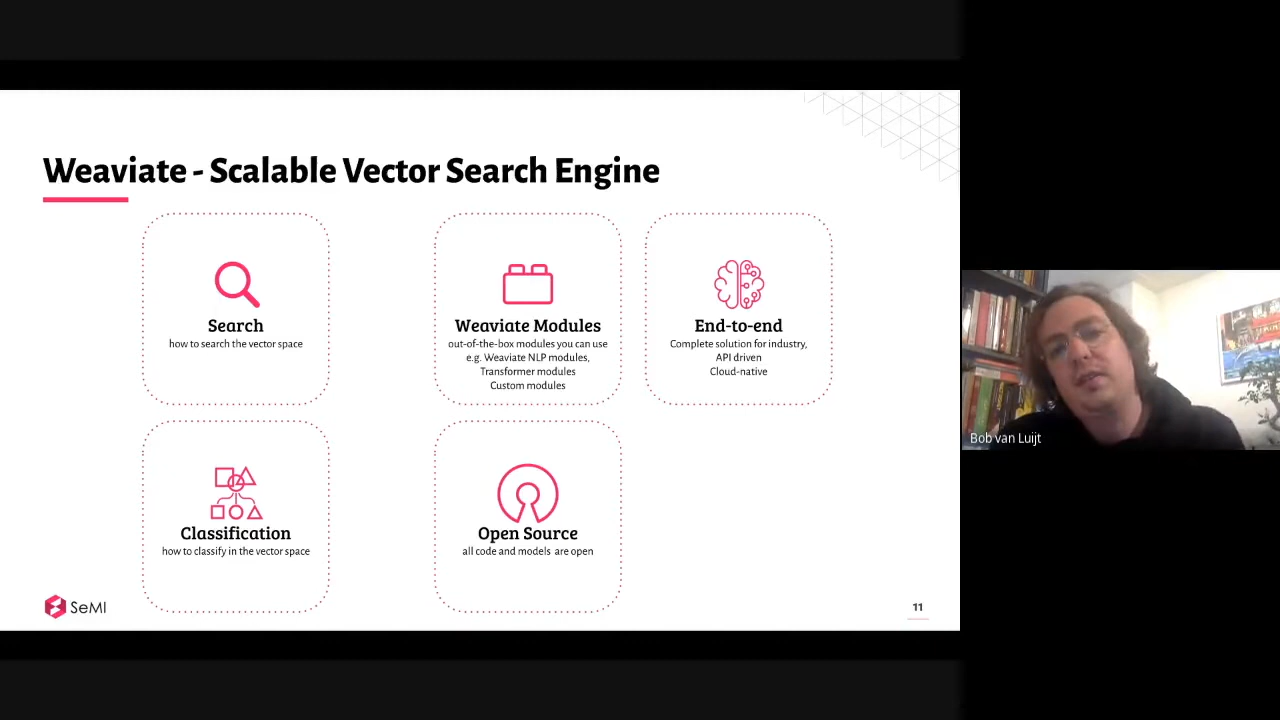 Weaviate - Scalable Vector Search Engine
Search
how to search the vector space
Weaviate Modules
out-of-the-box modules you can use
e.g. Weaviate NLP modules,
Transformer modules
Custom modules
End-to-end
Complete solution for industry,
API driven
Cloud-native
Classification
how to classify in the vector space
Open Source
all code and models are open
SeMI
11
Bob van Luijt